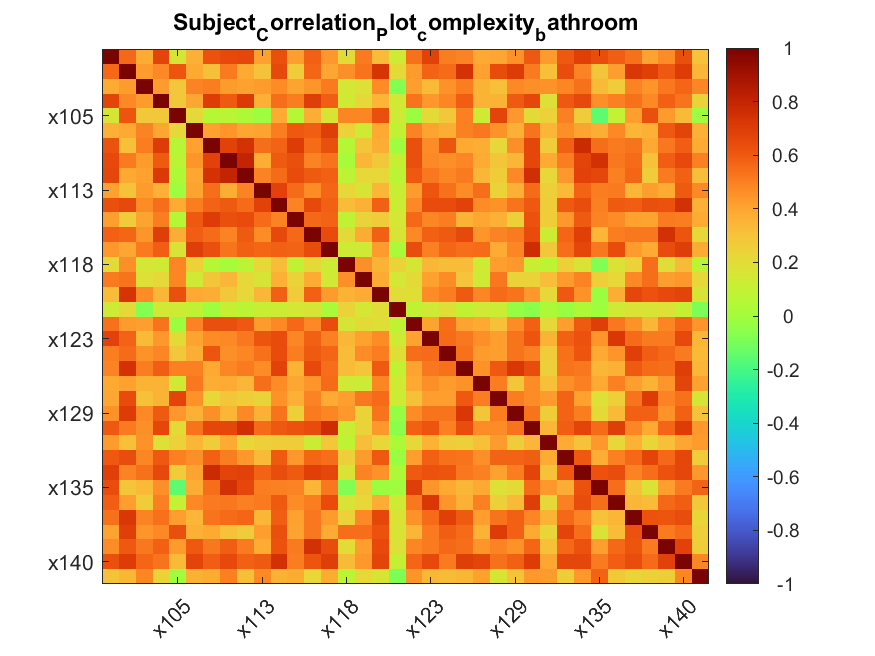 Subject_Correlation_Plot_complexity_bathroom
x105
x113
x118
x123
x129
x135
x140
x105
x113
x118
x123
x129
x135
x140
1
0.8
0.6
0.4
0.2
0
-0.2
-0.4
-0.6
-0.8
-1